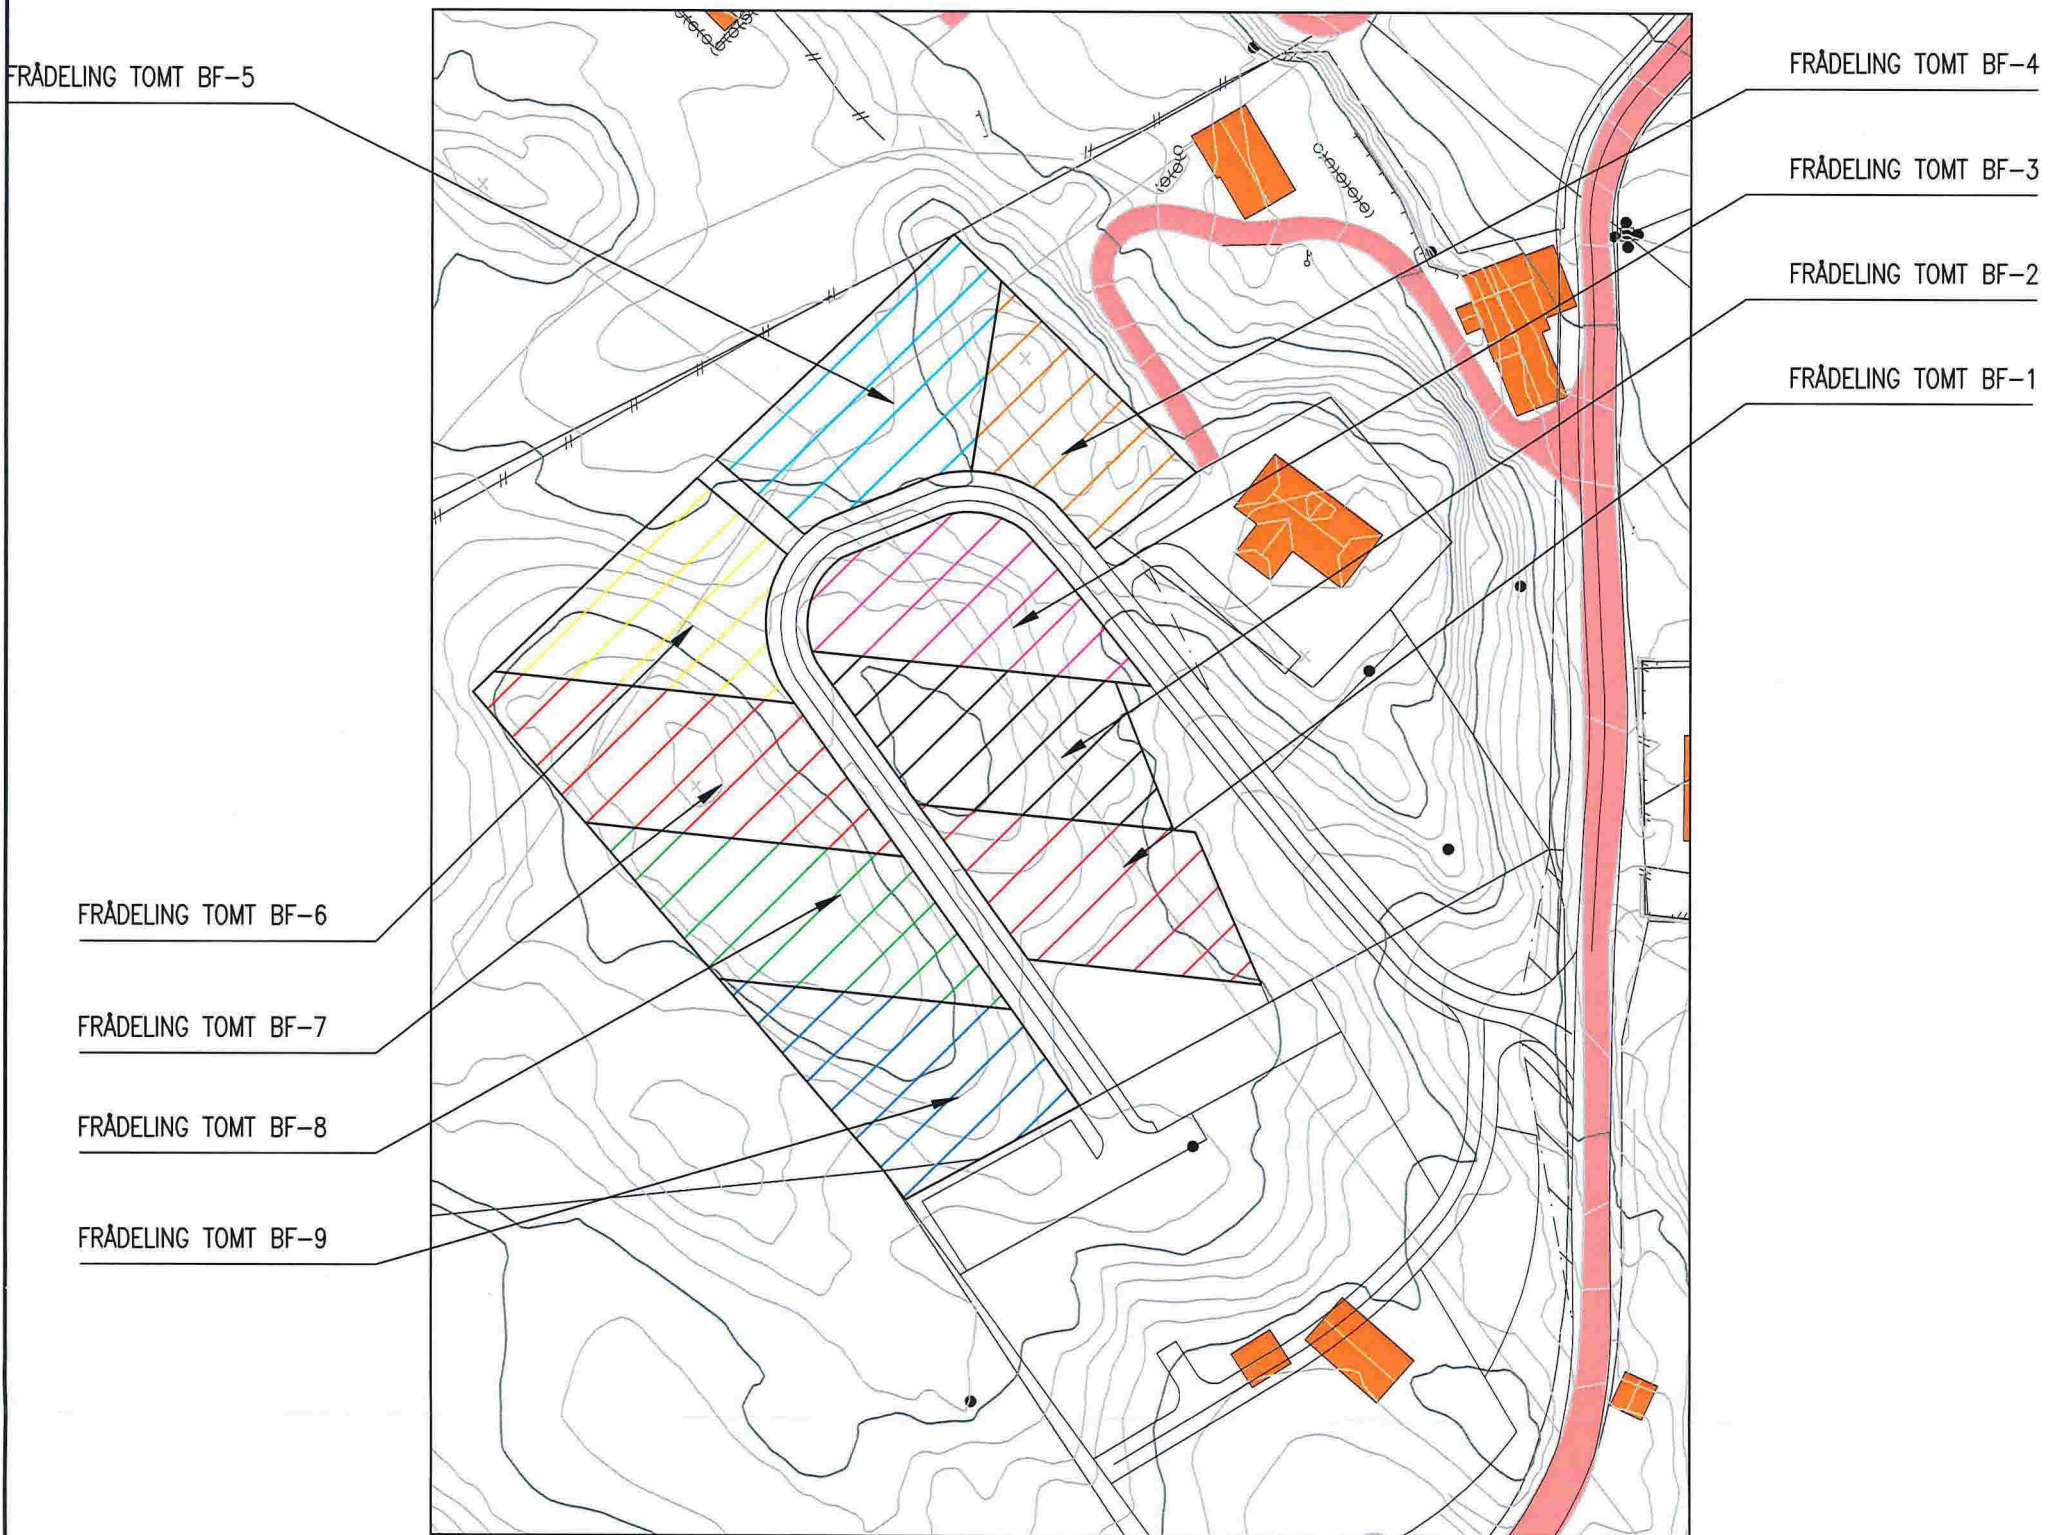 FRÅDELING TOMT BF-5
FRÅDELING TOMT BF-4
FRÅDELING TOMT BF-3
FRÅDELING TOMT BF-2
FRÅDELING TOMT BF-1
FRÅDELING TOMT BF-6
FRÅDELING TOMT BF-7
FRÅDELING TOMT BF-8
FRÅDELING TOMT BF-9